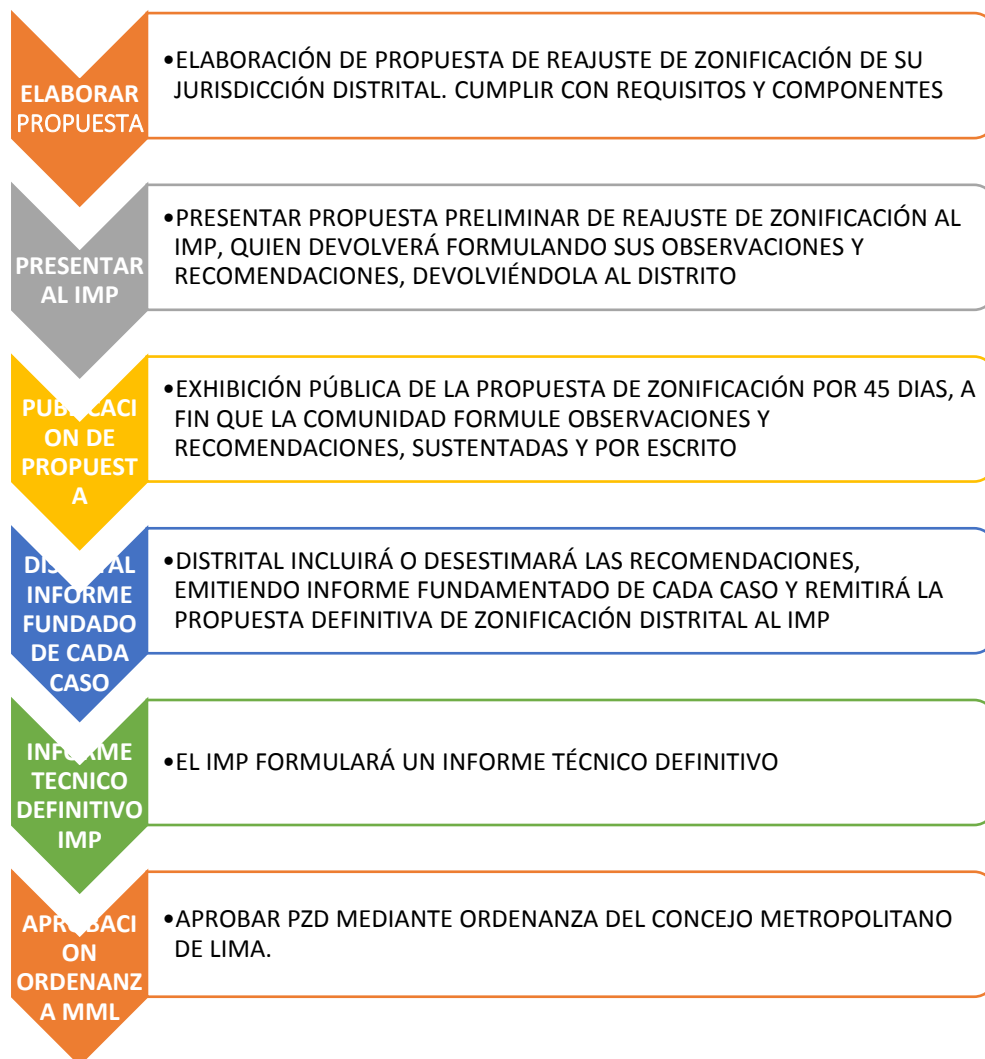 ELABORAR
PROPUESTA
•ELABORACIÓN DE PROPUESTA DE REAJUSTE DE ZONIFICACIÓN DE SU
JURISDICCIÓN DISTRITAL. CUMPLIR CON REQUISITOS Y COMPONENTES
PRESENTAR
AL IMP
•PRESENTAR PROPUESTA PRELIMINAR DE REAJUSTE DE ZONIFICACIÓN AL
IMP, QUIEN DEVOLVERÁ FORMULANDO SUS OBSERVACIONES Y
RECOMENDACIONES, DEVOLVIÉNDOLA AL DISTRITO
PUBLICACI
ON DE
PROPUEST
A
•EXHIBICIÓN PÚBLICA DE LA PROPUESTA DE ZONIFICACIÓN POR 45 DIAS, A
FIN QUE LA COMUNIDAD FORMULE OBSERVACIONES Y
RECOMENDACIONES, SUSTENTADAS Y POR ESCRITO
DISTRITAL
INFORME
FUNDADO
DE CADA
CASO
•DISTRITAL INCLUIRÁ O DESESTIMARÁ LAS RECOMENDACIONES,
EMITIENDO INFORME FUNDAMENTADO DE CADA CASO Y REMITIRÁ LA
PROPUESTA DEFINITIVA DE ZONIFICACIÓN DISTRITAL AL IMP
INFORME
TECNICO
DEFINITIVO
IMP
•EL IMP FORMULARÁ UN INFORME TÉCNICO DEFINITIVO
APROBACI
ON
ORDENANZ
A MML
•APROBAR PZD MEDIANTE ORDENANZA DEL CONCEJO METROPOLITANO
DE LIMA.